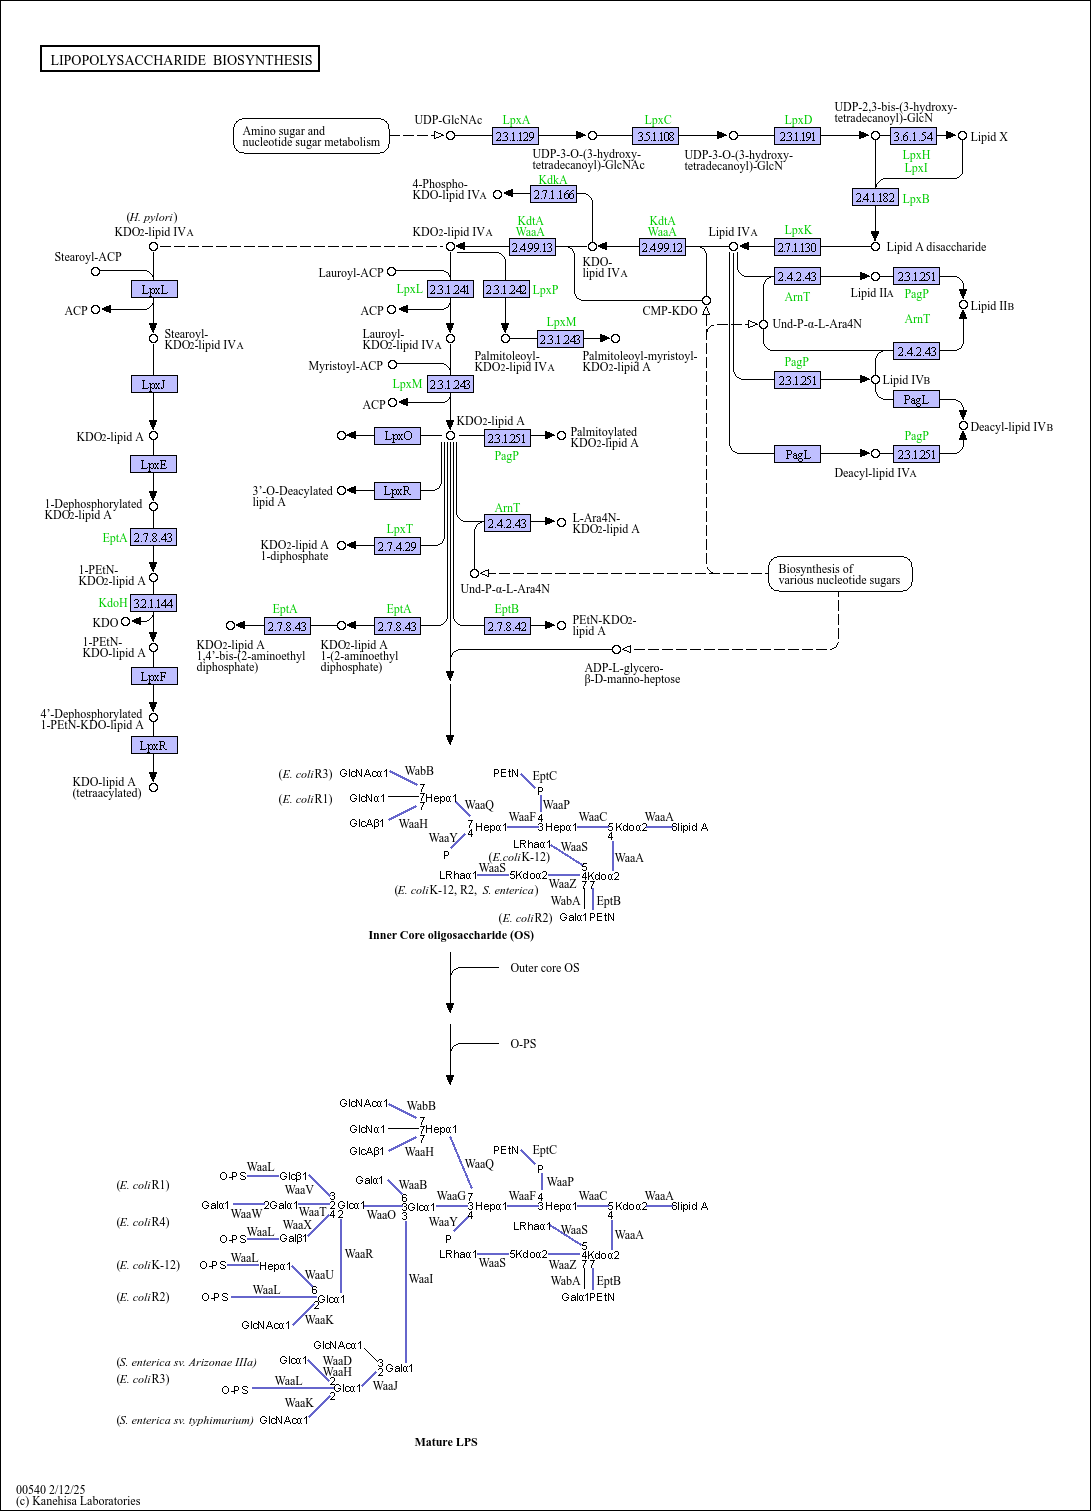 LIPOPOLYSACCHARIDE BIOSYNTHESIS
Amino sugar and
nucleotide sugar metabolism
UDP-GlcNAc
LpxA
2.3.1.129
UDP-3-O-(3-hydroxy-
tetradecanoyl)-GlcNAc
LpxC
3.5.1.108
UDP-3-O-(3-hydroxy-
tetradecanoyl)-GlcN
LpxD
2.3.1.191
UDP-2,3-bis-(3-hydroxy-
tetradecanoyl)-GlcN
3.6.1.54
Lipid X
LpxH
LpxI
2.4.1.182
LpxB
4-Phospho-
KDO-lipid IVA
KdkA
2.7.1.166
(H. pylori)
KDO2-lipid IVA
KDO2-lipid IVA
KdtA
WaaA
2.4.99.13
KDO-
lipid IVA
KdtA
WaaA
2.4.99.12
Lipid IVA
LpxK
2.7.1.130
Lipid A disaccharide
Stearoyl-ACP
LpxL
ACP
Stearoyl-
KDO2-lipid IVA
Lauroyl-ACP
LpxL
2.3.1.241
2.3.1.242
LpxP
ACP
Lauroyl-
KDO2-lipid IVA
LpxM
2.3.1.243
Palmitoleoyl-
KDO2-lipid IVA
Palmitoleoyl-myristoyl-
KDO2-lipid A
CMP-KDO
2.4.2.43
ArnT
Lipid IIA
2.3.1.251
PagP
Lipid IIB
Und-P-α-L-Ara4N
ArnT
2.4.2.43
PagP
2.3.1.251
Lipid IVB
PagL
Deacyl-lipid IVB
PagL
Deacyl-lipid IVA
PagP
2.3.1.251
LpxJ
Myristoyl-ACP
LpxM
2.3.1.243
ACP
KDO2-lipid A
KDO2-lipid A
LpxO
2.3.1.251
PagP
Palmitoylated
KDO2-lipid A
LpxE
1-Dephosphorylated
KDO2-lipid A
3'-O-Deacylated
lipid A
LpxR
ArnT
2.4.2.43
L-Ara4N-
KDO2-lipid A
EptA
2.7.8.43
KDO2-lipid A
1-diphosphate
LpxT
2.7.4.29
Und-P-α-L-Ara4N
Biosynthesis of
various nucleotide sugars
1-PEtN-
KDO2-lipid A
KdoH
3.2.1.144
KDO
1-PEtN-
KDO-lipid A
EptA
2.7.8.43
KDO2-lipid A
1,4'-bis-(2-aminoethyl
diphosphate)
EptA
2.7.8.43
KDO2-lipid A
1-(2-aminoethyl
diphosphate)
EptB
2.7.8.42
PEtN-KDO2-
lipid A
ADP-L-glycero-
β-D-manno-heptose
LpxF
4'-Dephosphorylated
1-PEtN-KDO-lipid A
LpxR
KDO-lipid A
(tetraacylated)
(E. coli R3) GlcNAcα1 WabB
PEtN EptC
(E. coli R1) GlcNα1 7 7 7 Hepα1
P
GlcAβ1 WaaH
WaaQ
WaaP
7 4 Hepα1 WaaF 4 3 Hepα1 WaaC 5 4 Kdoα2 WaaA 6lipid A
WaaY
P
LRhaα1 WaaS
(E.coli K-12)
WaaA
LRhaα1 WaaS 5Kdoα2 WaaZ 5 4Kdoα2 7 7
(E. coli K-12, R2, S. enterica)
WabA EptB
(E. coli R2) Galα1 PEtN
Inner Core oligosaccharide (OS)
Outer core OS
O-PS
GlcNAcα1 WabB
GlcNα1 7 7 7 Hepα1
GlcAβ1 WaaH
PEtN EptC
WaaQ
P
WaaP
(E. coli R1) O-PS WaaL Glcβ1 WaaV
Galα1 WaaB
Galα1 WaaW 2Galα1 WaaT 3 2 4 Glcα1 2 WaaO 6 3 3 Glcα1 WaaG 7 3 4 Hepα1 WaaF 4 3 Hepα1 WaaC 5 4 Kdoα2 WaaA 6lipid A
(E. coli R4) O-PS WaaL Galβ1 WaaX
WaaY
P
LRhaα1 WaaS
WaaA
LRhaα1 WaaS 5Kdoα2 WaaZ 5 4Kdoα2 7 7
WabA EptB
Galα1 PEtN
WaaR
WaaI
(E. coli K-12) O-PS WaaL Hepα1 WaaU
(E. coli R2) O-PS WaaL 6 2 Glcα1
GlcNAcα1 WaaK
GlcNAcα1
(S. enterica sv. Arizonae IIIa) Glcα1 WaaD
WaaH
3 2 Galα1
(E. coli R3)
O-PS WaaL 2 2 Glcα1 WaaJ
WaaK
(S. enterica sv. typhimurium) GlcNAcα1
Mature LPS
00540 2/12/25
(c) Kanehisa Laboratories